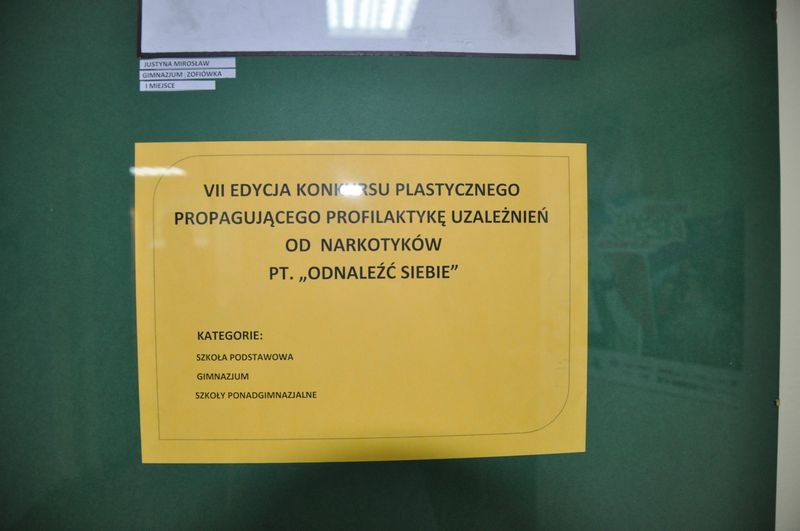 JUSTYNA MIROSŁAW
GIMNAZJUM ZOFIÓWKA
I MIEJSCE
VII EDYCJA KONKURSU PLASTYCZNEGO
PROPAGUJĄCEGO PROFILAKTYKĘ UZALEŻNIEŃ
OD NARKOTYKÓW
PT. „ODNALEŹĆ SIEBIE”
KATEGORIE:
SZKOŁA PODSTAWOWA
GIMNAZJUM
SZKOŁY PONADGIMNAZJALNE